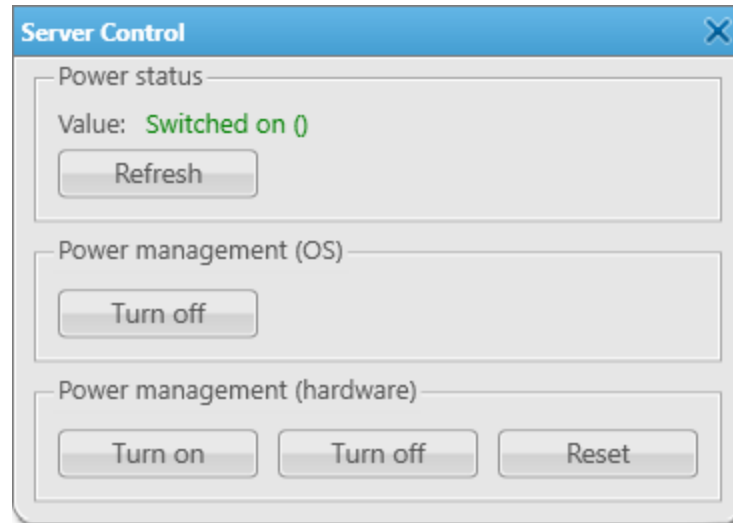 Server Control
Power status
Value: Switched on ()
Refresh
Power management (OS)
Turn off
Power management (hardware)
Turn on Turn off Reset